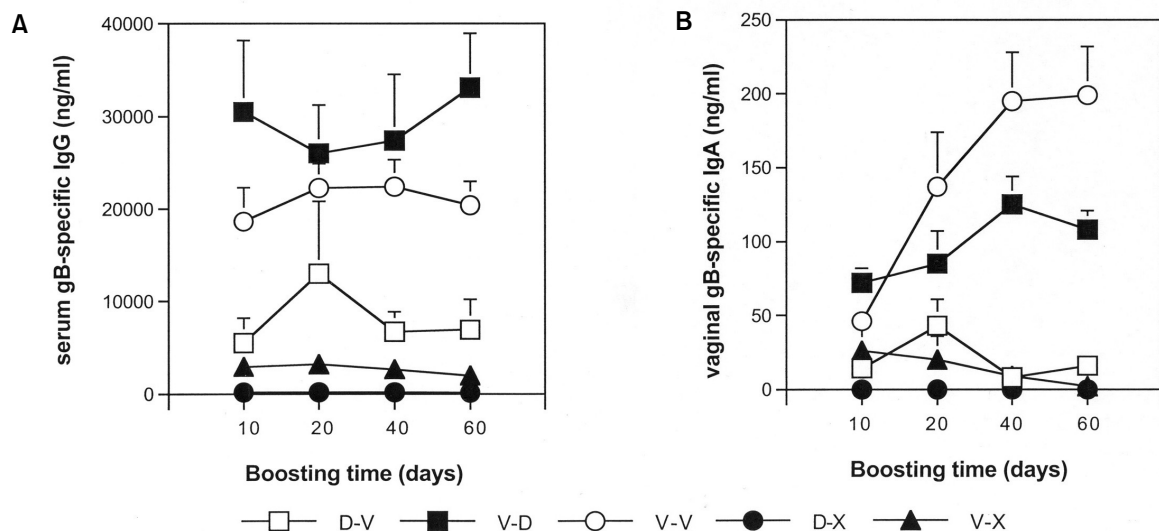 A
serum gB-specific IgG (ng/ml)
40000
30000
20000
10000
0
10 20 40 60
Boosting time (days)
B
vaginal gB-specific IgA (ng/ml)
250
200
150
100
50
0
10 20 40 60
Boosting time (days)
D-V V-D V-V D-X V-X